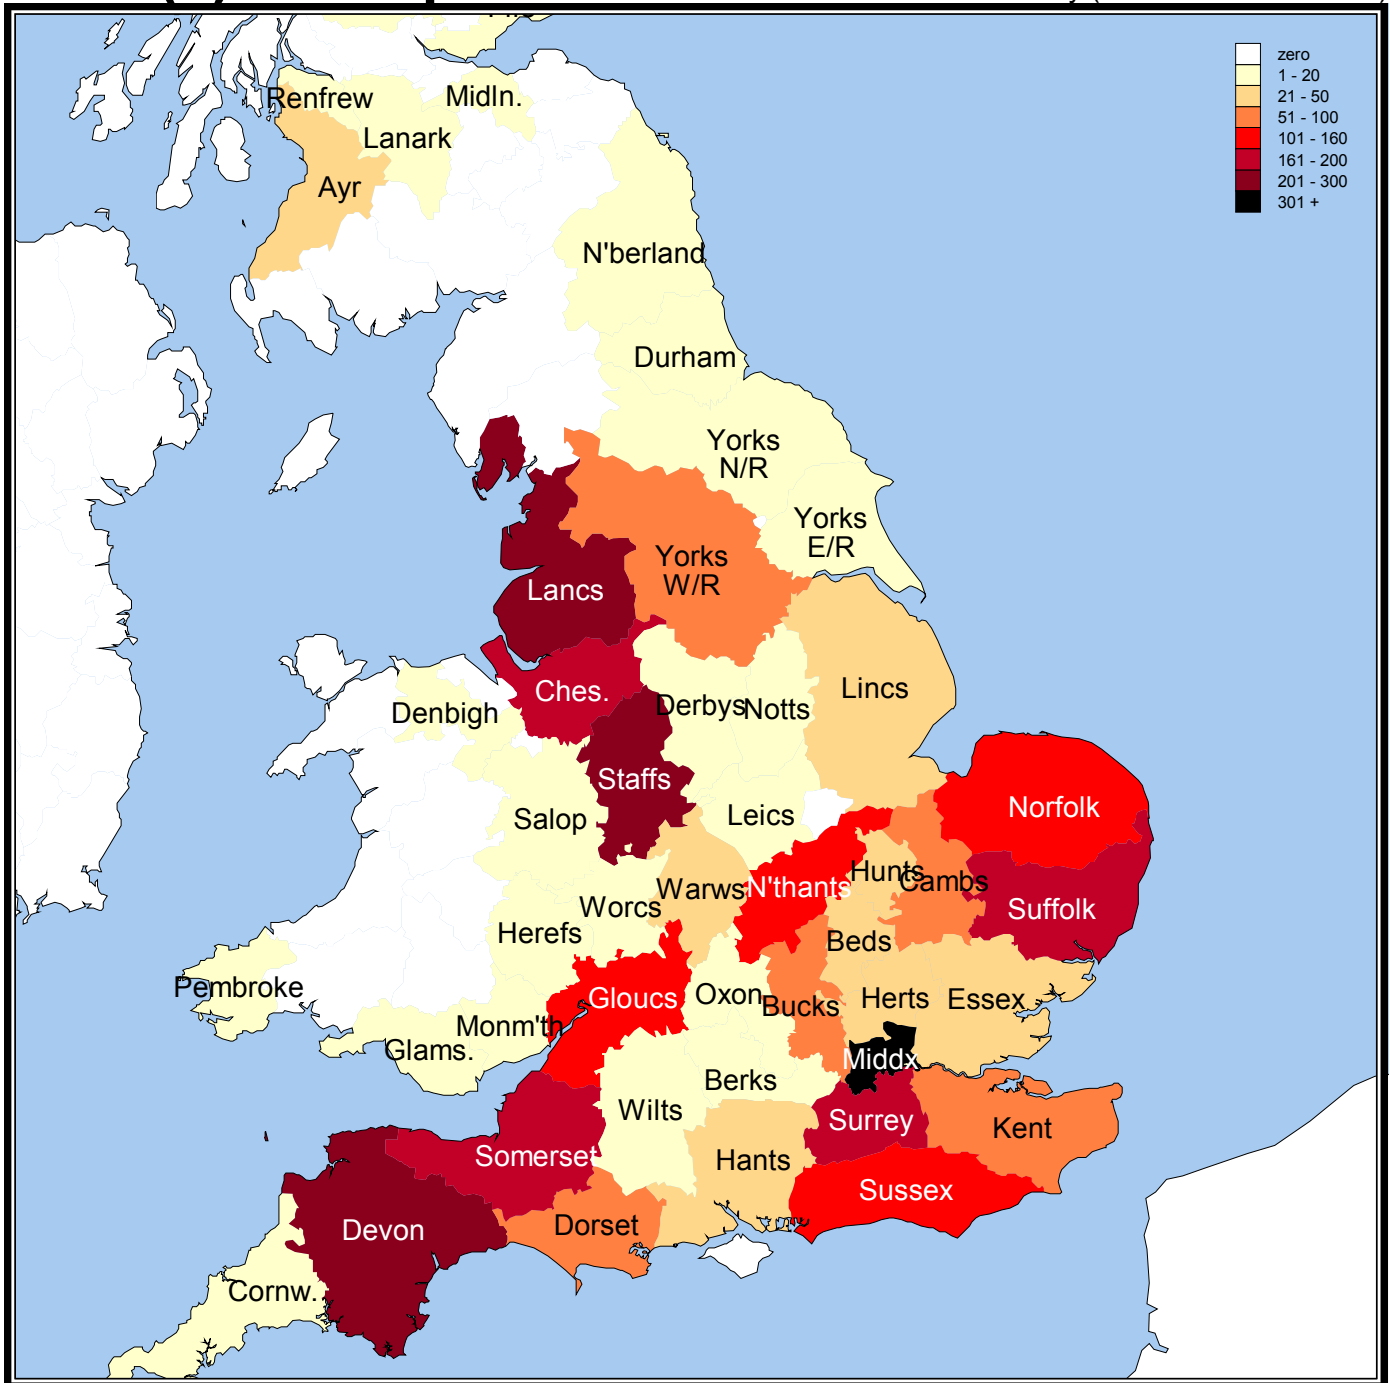 zero
1 - 20
21 - 50
51 - 100
101 - 160
161 - 200
201 - 300
301 +
Renfrew
Midln.
Lanark
Ayr
N'berland
Durham
Yorks
N/R
Yorks
E/R
Yorks
W/R
Lancs
Ches.
Derbys
Notts
Lincs
Denbigh
Staffs
Salop
Leics
Norfolk
Hunts
Cambs
Warws
N'thants
Worcs
Suffolk
Herefs
Beds
Pembroke
Gloucs
Oxon
Bucks
Herts
Essex
Monm'th
Glams.
Middx
Berks
Wilts
Surrey
Kent
Somerset
Hants
Sussex
Dorset
Devon
Cornw.